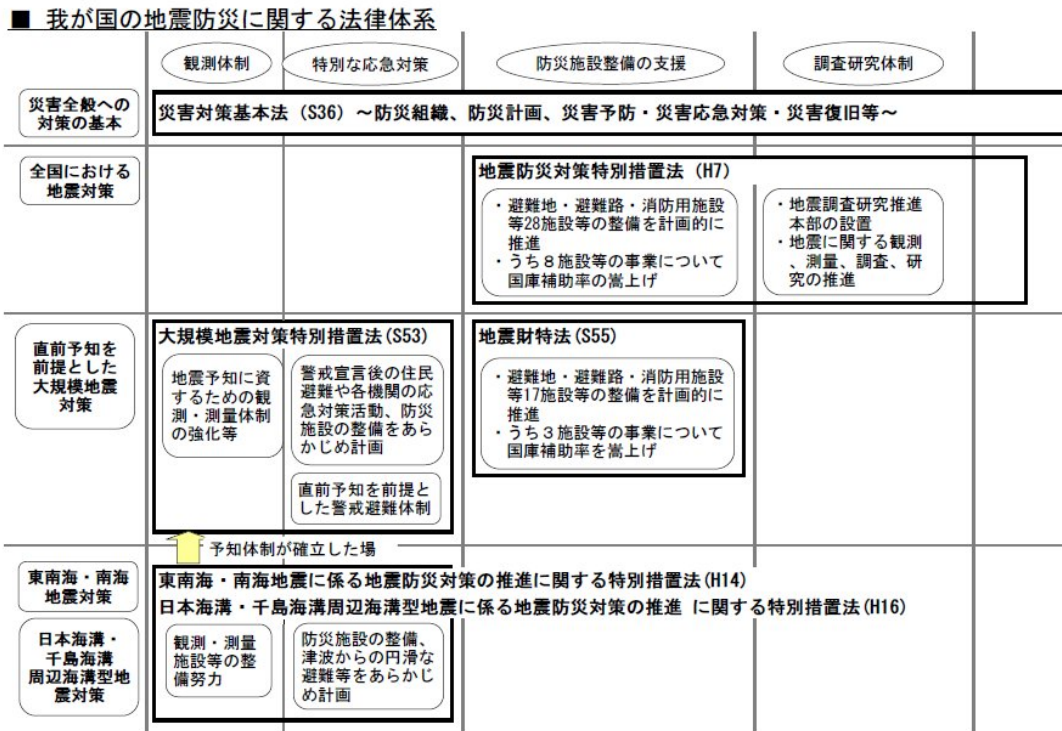 ■ 我が国の地震防災に関する法律体系
観測体制
特別な応急対策
防災施設整備の支援
調査研究体制
災害全般への
対策の基本
災害対策基本法（S36）～防災組織、防災計画、災害予防・災害応急対策・災害復旧等～
全国における
地震対策
地震防災対策特別措置法（H7）
・避難地・避難路・消防用施設
等28施設等の整備を計画的に
推進
・うち８施設等の事業について
国庫補助率の嵩上げ
・地震調査研究推進
本部の設置
・地震に関する観測
、測量、調査、研
究の推進
直前予知を
前提とした
大規模地震
対策
大規模地震対策特別措置法(S53)
地震予知に資
するための観
測・測量体制
の強化等
警戒宣言後の住民
避難や各機関の応
急対策活動、防災
施設の整備をあら
かじめ計画
直前予知を前提と
した警戒避難体制
地震財特法(S55)
・避難地・避難路・消防用施設
等17施設等の整備を計画的に
推進
・うち３施設等の事業について
国庫補助率を嵩上げ
予知体制が確立した場
東南海・南海
地震対策
東南海・南海地震に係る地震防災対策の推進に関する特別措置法(H14)
日本海溝・千島海溝周辺海溝型地震に係る地震防災対策の推進 に関する特別措置法(H16)
日本海溝・
千島海溝
周辺海溝型地
震対策
観測・測量
施設等の整
備努力
防災施設の整備、
津波からの円滑な
避難等をあらかじ
め計画